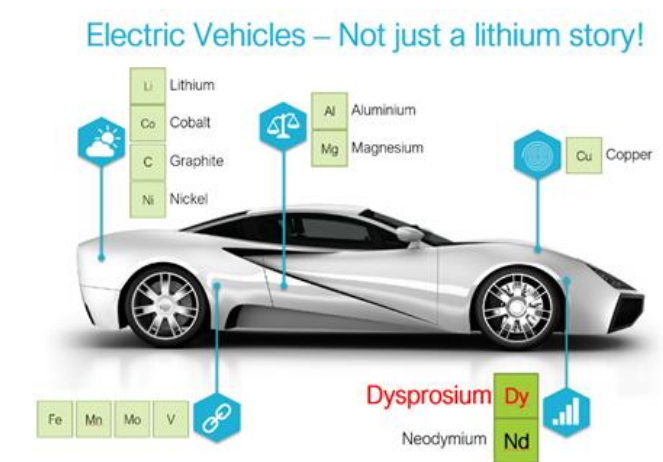 Electric Vehicles – Not just a lithium story!
Li Lithium
Co Cobalt
C Graphite
Ni Nickel
Al Aluminium
Mg Magnesium
Cu Copper
Fe Mn Mo V
Dysprosium Dy
Neodymium Nd